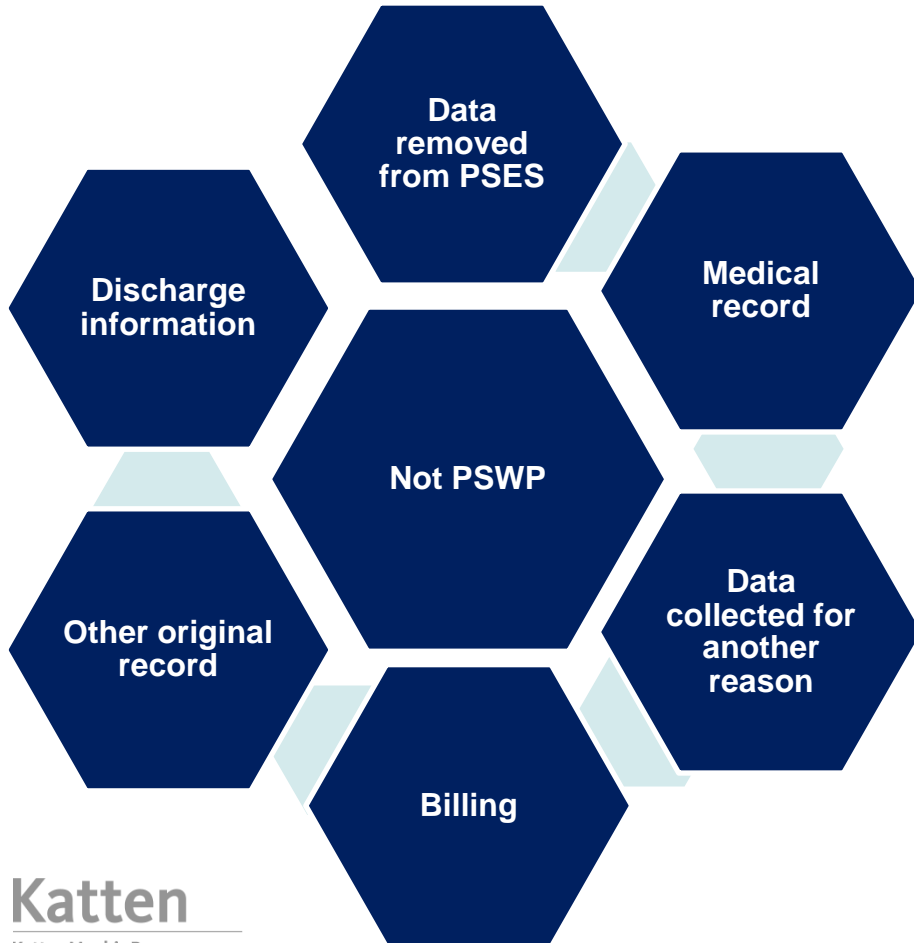 Data
removed
from PSES
Medical
record
Discharge
information
Not PSWP
Data
collected for
another
reason
Other original
record
Billing
Katten